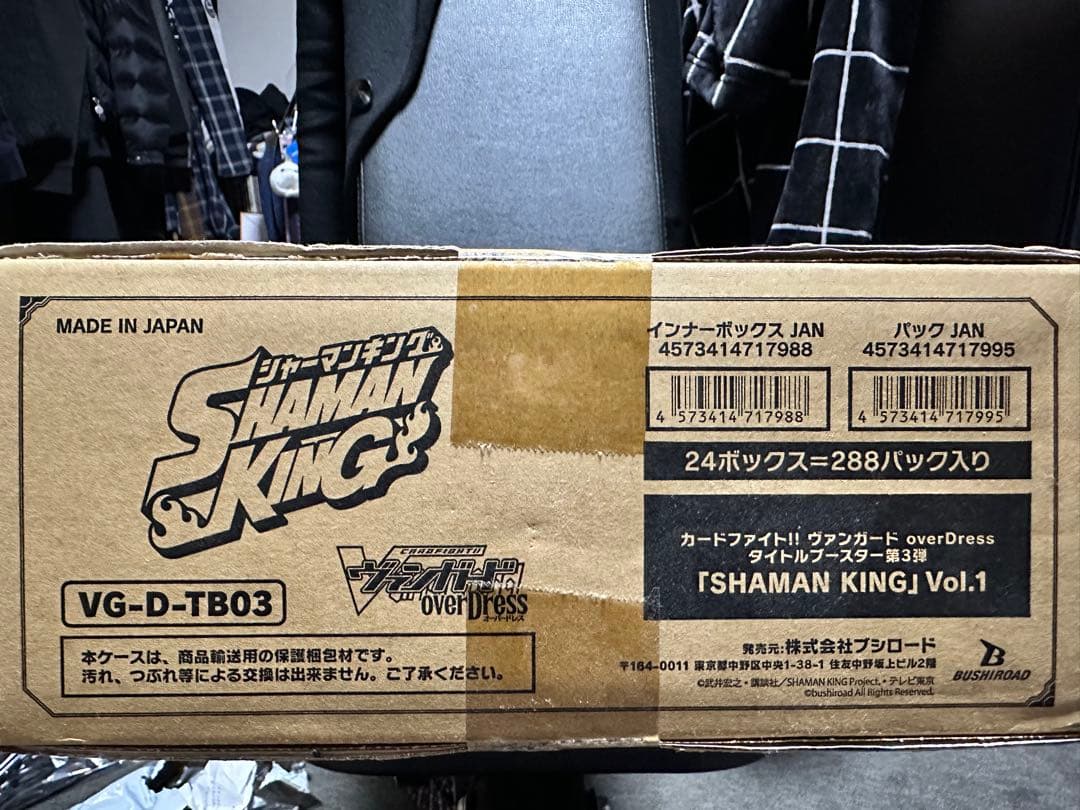 MADE IN JAPAN
シャーマンキング
SHAMAN
KING
インナーボックス JAN
4573414717988
パック JAN
4573414717995
4 573414 717988
4 573414 717995
24ボックス=288パック入り
カードファイト!! ヴァンガード overDress
タイトルブースター第3弾
「SHAMAN KING」Vol.1
VG-D-TB03
CARDFIGHT!!
ヴァンガード
overDress
オーバードレス
本ケースは、商品輸送用の保護梱包材です。
汚れ、つぶれ等による交換は出来ません。ご了承ください。
発売元:株式会社ブシロード
〒164-0011 東京都中野区中央1-38-1 住友中野坂上ビル2階
©武井宏之・講談社/SHAMAN KING Project.・テレビ東京
©bushiroad All Rights Reserved.
BUSHIROAD